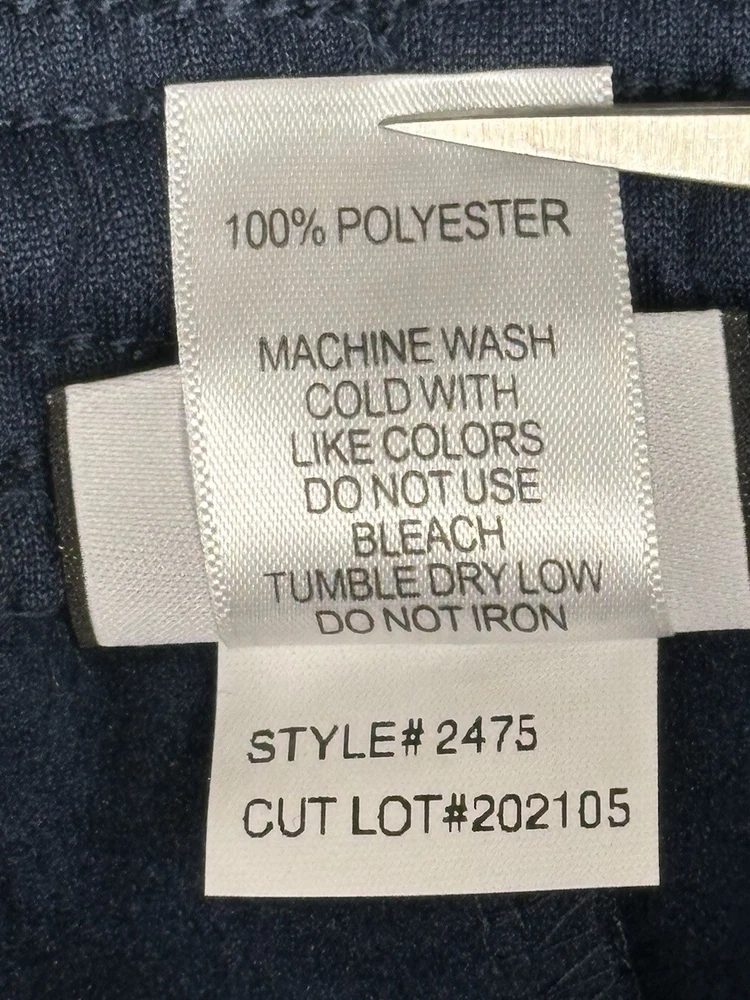 100% POLYESTER
MACHINE WASH
COLD WITH
LIKE COLORS
DO NOT USE
BLEACH
TUMBLE DRY LOW
DO NOT IRON
STYLE# 2475
CUT LOT#202105